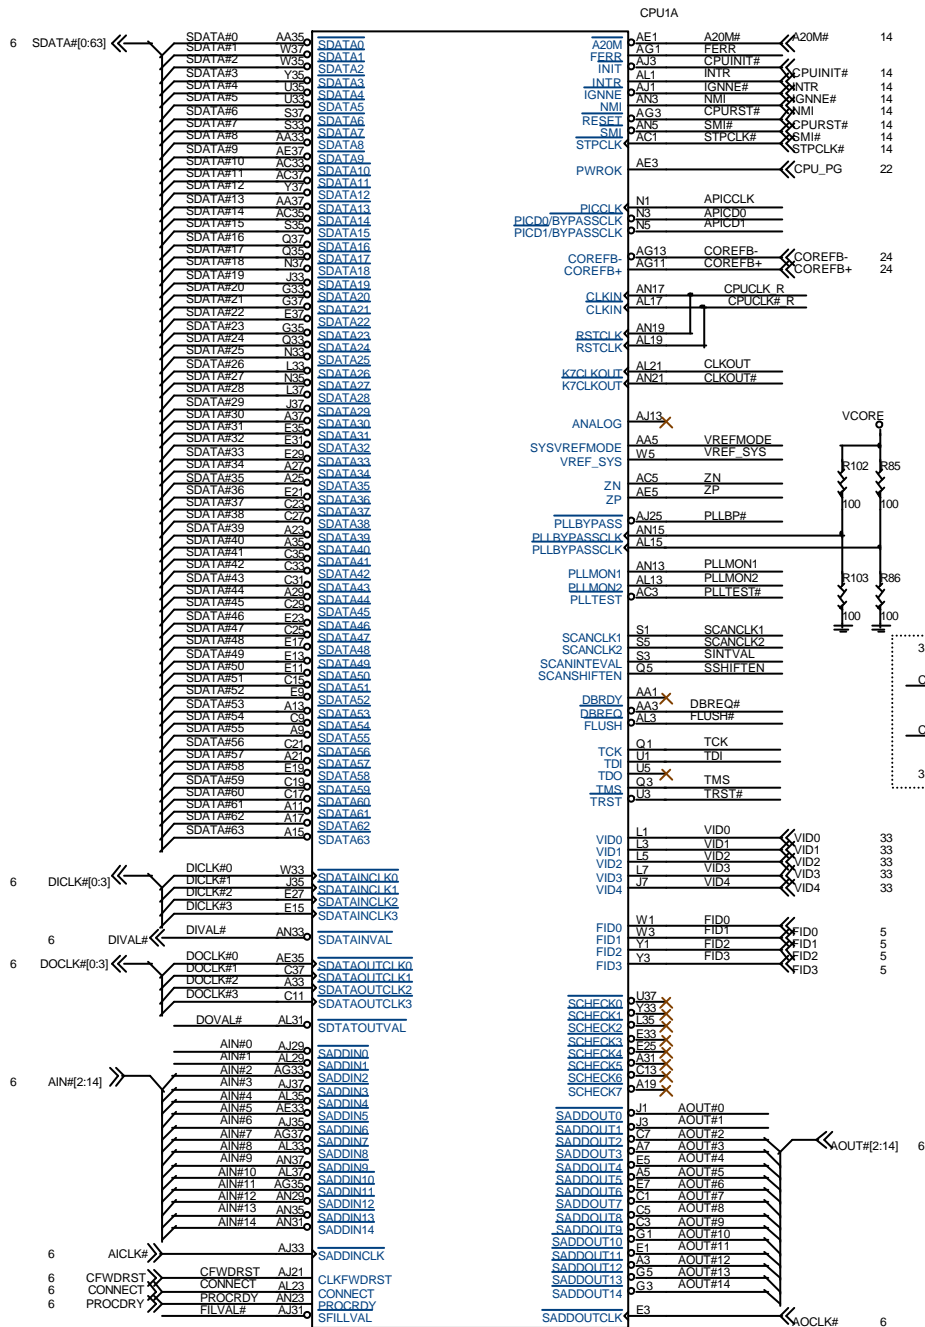 CPU1A
6 SDATA#[0:63]
SDATA#0 AA35 SDATA0
SDATA#1 W37 SDATA1
SDATA#2 W35 SDATA2
SDATA#3 Y35 SDATA3
SDATA#4 U35 SDATA4
SDATA#5 U33 SDATA5
SDATA#6 S37 SDATA6
SDATA#7 S33 SDATA7
SDATA#8 AA33 SDATA8
SDATA#9 AE37 SDATA9
SDATA#10 AC33 SDATA10
SDATA#11 AC37 SDATA11
SDATA#12 Y37 SDATA12
SDATA#13 AA37 SDATA13
SDATA#14 AC35 SDATA14
SDATA#15 S35 SDATA15
SDATA#16 Q37 SDATA16
SDATA#17 Q35 SDATA17
SDATA#18 N37 SDATA18
SDATA#19 J33 SDATA19
SDATA#20 G33 SDATA20
SDATA#21 G37 SDATA21
SDATA#22 E37 SDATA22
SDATA#23 G35 SDATA23
SDATA#24 Q33 SDATA24
SDATA#25 N33 SDATA25
SDATA#26 L33 SDATA26
SDATA#27 N35 SDATA27
SDATA#28 L37 SDATA28
SDATA#29 J37 SDATA29
SDATA#30 A37 SDATA30
SDATA#31 E35 SDATA31
SDATA#32 E31 SDATA32
SDATA#33 E29 SDATA33
SDATA#34 A27 SDATA34
SDATA#35 A25 SDATA35
SDATA#36 E21 SDATA36
SDATA#37 C23 SDATA37
SDATA#38 C27 SDATA38
SDATA#39 A23 SDATA39
SDATA#40 A35 SDATA40
SDATA#41 C35 SDATA41
SDATA#42 C33 SDATA42
SDATA#43 C31 SDATA43
SDATA#44 A29 SDATA44
SDATA#45 C29 SDATA45
SDATA#46 E23 SDATA46
SDATA#47 C25 SDATA47
SDATA#48 E17 SDATA48
SDATA#49 E13 SDATA49
SDATA#50 E11 SDATA50
SDATA#51 C15 SDATA51
SDATA#52 E9 SDATA52
SDATA#53 A13 SDATA53
SDATA#54 C9 SDATA54
SDATA#55 A9 SDATA55
SDATA#56 C21 SDATA56
SDATA#57 A21 SDATA57
SDATA#58 E19 SDATA58
SDATA#59 C19 SDATA59
SDATA#60 C17 SDATA60
SDATA#61 A11 SDATA61
SDATA#62 A17 SDATA62
SDATA#63 A15 SDATA63
6 DICLK#[0:3]
DICLK#0 W33 SDATAINCLK0
DICLK#1 J35 SDATAINCLK1
DICLK#2 E27 SDATAINCLK2
DICLK#3 E15 SDATAINCLK3
6 DIVAL# DIVAL# AN33 SDATAINVAL
6 DOCLK#[0:3]
DOCLK#0 AE35 SDATAOUTCLK0
DOCLK#1 C37 SDATAOUTCLK1
DOCLK#2 A33 SDATAOUTCLK2
DOCLK#3 C11 SDATAOUTCLK3
DOVAL# AL31 SDTATOUTVAL
6 AIN#[2:14]
AIN#0 AJ29 SADDIN0
AIN#1 AL29 SADDIN1
AIN#2 AG33 SADDIN2
AIN#3 AJ37 SADDIN3
AIN#4 AL35 SADDIN4
AIN#5 AE33 SADDIN5
AIN#6 AJ35 SADDIN6
AIN#7 AG37 SADDIN7
AIN#8 AL33 SADDIN8
AIN#9 AN37 SADDIN9
AIN#10 AL37 SADDIN10
AIN#11 AG35 SADDIN11
AIN#12 AN29 SADDIN12
AIN#13 AN35 SADDIN13
AIN#14 AN31 SADDIN14
6 AICLK# AJ33 SADDINCLK
6 CFWDRST CFWDRST AJ21 CLKFWDRST
6 CONNECT CONNECT AL23 CONNECT
6 PROCDRY PROCRDY AN23 PROCRDY
FILVAL# AJ31 SFILLVAL
A20M AE1 A20M# A20M# 14
FERR AG1 FERR
INIT AJ3 CPUINIT# CPUINIT# 14
INTR AL1 INTR INTR 14
IGNNE AJ1 IGNNE# IGNNE# 14
NMI AN3 NMI NMI 14
RESET AG3 CPURST# CPURST# 14
SMI AN5 SMI# SMI# 14
STPCLK AC1 STPCLK# STPCLK# 14
PWROK AE3 CPU_PG 22
PICCLK N1 APICCLK
PICD0/BYPASSCLK N3 APICD0
PICD1/BYPASSCLK N5 APICD1
COREFB- AG13 COREFB- COREFB- 24
COREFB+ AG11 COREFB+ COREFB+ 24
CLKIN AN17 CPUCLK_R
CLKIN AL17 CPUCLK#_R
RSTCLK AN19
RSTCLK AL19
K7CLKOUT AL21 CLKOUT
K7CLKOUT AN21 CLKOUT#
ANALOG AJ13
SYSVREFMODE AA5 VREFMODE
VREF_SYS W5 VREF_SYS
ZN AC5 ZN
ZP AE5 ZP
PLLBYPASS AJ25 PLLBP#
PLLBYPASSCLK AN15
PLLBYPASSCLK AL15
VCORE
R102 R85
100 100
R103 R86
100 100
PLLMON1 AN13 PLLMON1
PLLMON2 AL13 PLLMON2
PLLTEST AC3 PLLTEST#
SCANCLK1 S1 SCANCLK1
SCANCLK2 S5 SCANCLK2
SCANINTEVAL S3 SINTVAL
SCANSHIFTEN Q5 SSHIFTEN
DBRDY AA1
DBREQ AA3 DBREQ#
FLUSH AL3 FLUSH#
TCK Q1 TCK
TDI U1 TDI
TDO U5
TMS Q3 TMS
TRST U3 TRST#
3
C
C
3
VID0 L1 VID0 VID0 33
VID1 L3 VID1 VID1 33
VID2 L5 VID2 VID2 33
VID3 L7 VID3 VID3 33
VID4 J7 VID4 VID4 33
FID0 W1 FID0 FID0 5
FID1 W3 FID1 FID1 5
FID2 Y1 FID2 FID2 5
FID3 Y3 FID3 FID3 5
SCHECK0 U37
SCHECK1 Y33
SCHECK2 L35
SCHECK3 E33
SCHECK4 E25
SCHECK5 A31
SCHECK6 C13
SCHECK7 A19
SADDOUT0 J1 AOUT#0
SADDOUT1 J3 AOUT#1
SADDOUT2 C7 AOUT#2
SADDOUT3 A7 AOUT#3
SADDOUT4 E5 AOUT#4
SADDOUT5 A5 AOUT#5
SADDOUT6 E7 AOUT#6
SADDOUT7 C1 AOUT#7
SADDOUT8 C5 AOUT#8
SADDOUT9 C3 AOUT#9
SADDOUT10 G1 AOUT#10
SADDOUT11 E1 AOUT#11
SADDOUT12 A3 AOUT#12
SADDOUT13 G5 AOUT#13
SADDOUT14 G3 AOUT#14
AOUT#[2:14] 6
SADDOUTCLK E3 AOCLK# 6